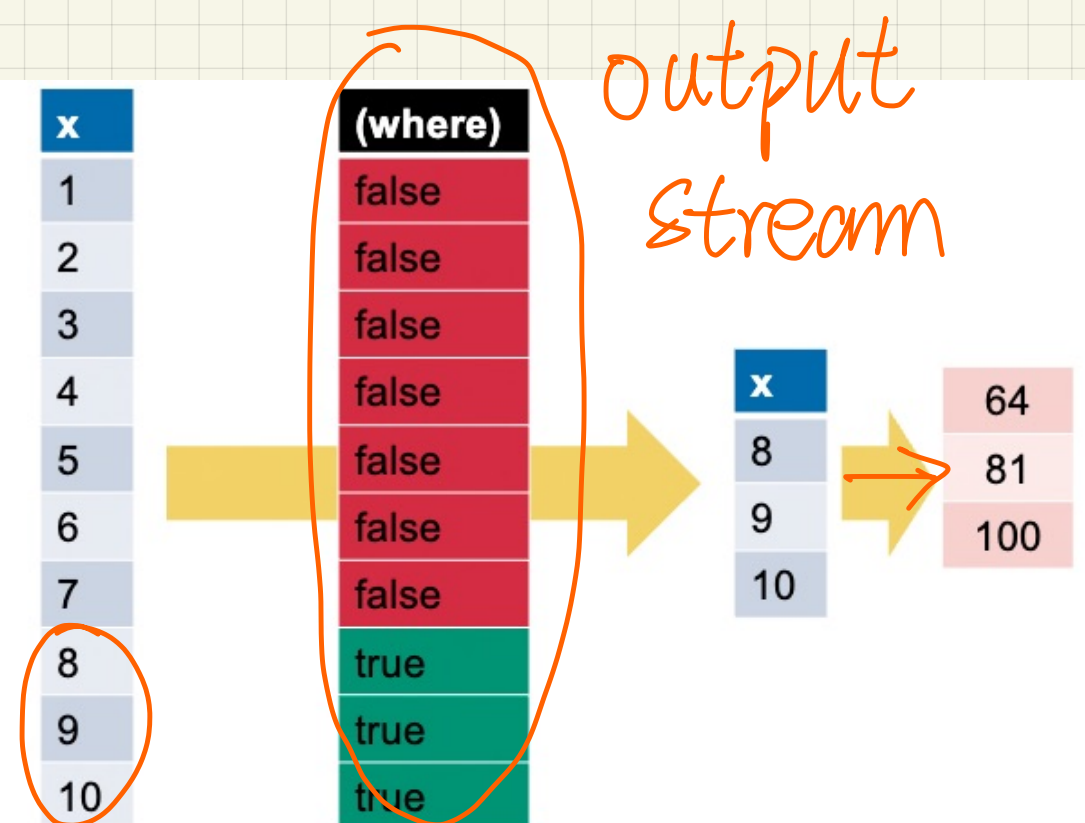 output
stream
x
1
2
3
4
5
6
7
8
9
10
(where)
false
false
false
false
false
false
false
true
true
true
x
8
9
10
64
81
100